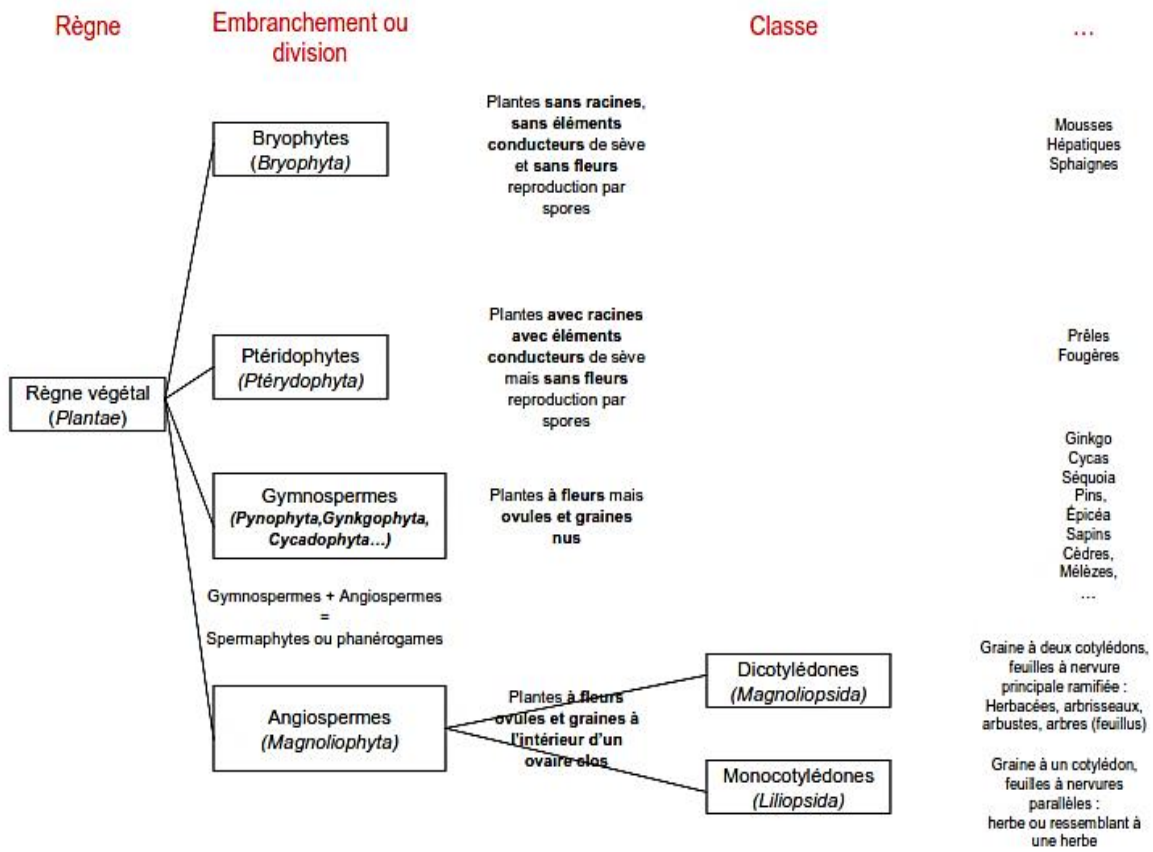 Règne
Embranchement ou
division
Classe
…
Bryophytes
(Bryophyta)
Plantes sans racines,
sans éléments
conducteurs de sève
et sans fleurs
reproduction par
spores
Mousses
Hépatiques
Sphaignes
Règne végétal
(Plantae)
Ptéridophytes
(Ptérydophyta)
Plantes avec racines
avec éléments
conducteurs de sève
mais sans fleurs
reproduction par
spores
Prêles
Fougères
Gymnospermes
(Pynophyta,Gynkgophyta,
Cycadophyta…)
Plantes à fleurs mais
ovules et graines
nus
Ginkgo
Cycas
Séquoia
Pins,
Épicéa
Sapins
Cèdres,
Mélèzes,
…
Gymnospermes + Angiospermes
=
Spermaphytes ou phanérogames
Angiospermes
(Magnoliophyta)
Plantes à fleurs
ovules et graines à
l'intérieur d'un
ovaire clos
Dicotylédones
(Magnoliopsida)
Graine à deux cotylédons,
feuilles à nervure
principale ramifiée :
Herbacées, arbrisseaux,
arbustes, arbres (feuillus)
Monocotylédones
(Liliopsida)
Graine à un cotylédon,
feuilles à nervures
parallèles :
herbe ou ressemblant à
une herbe